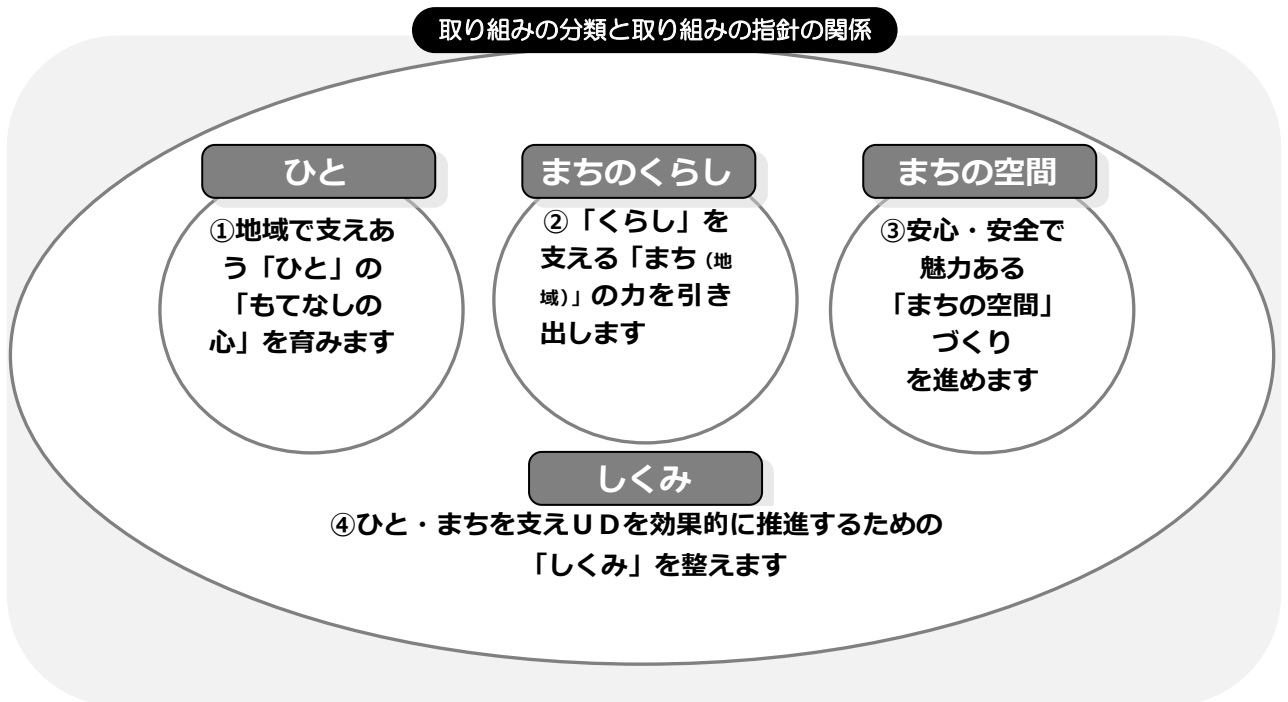 取り組みの分類と取り組みの指針の関係
ひと
①地域で支えあ
う「ひと」の
「もてなしの
心」を育みます
まちのくらし
②「くらし」を
支える「まち（地
域）」の力を引き
出します
まちの空間
③安心・安全で
魅力ある
「まちの空間」
づくり
を進めます
しくみ
④ひと・まちを支えＵＤを効果的に推進するための
「しくみ」を整えます